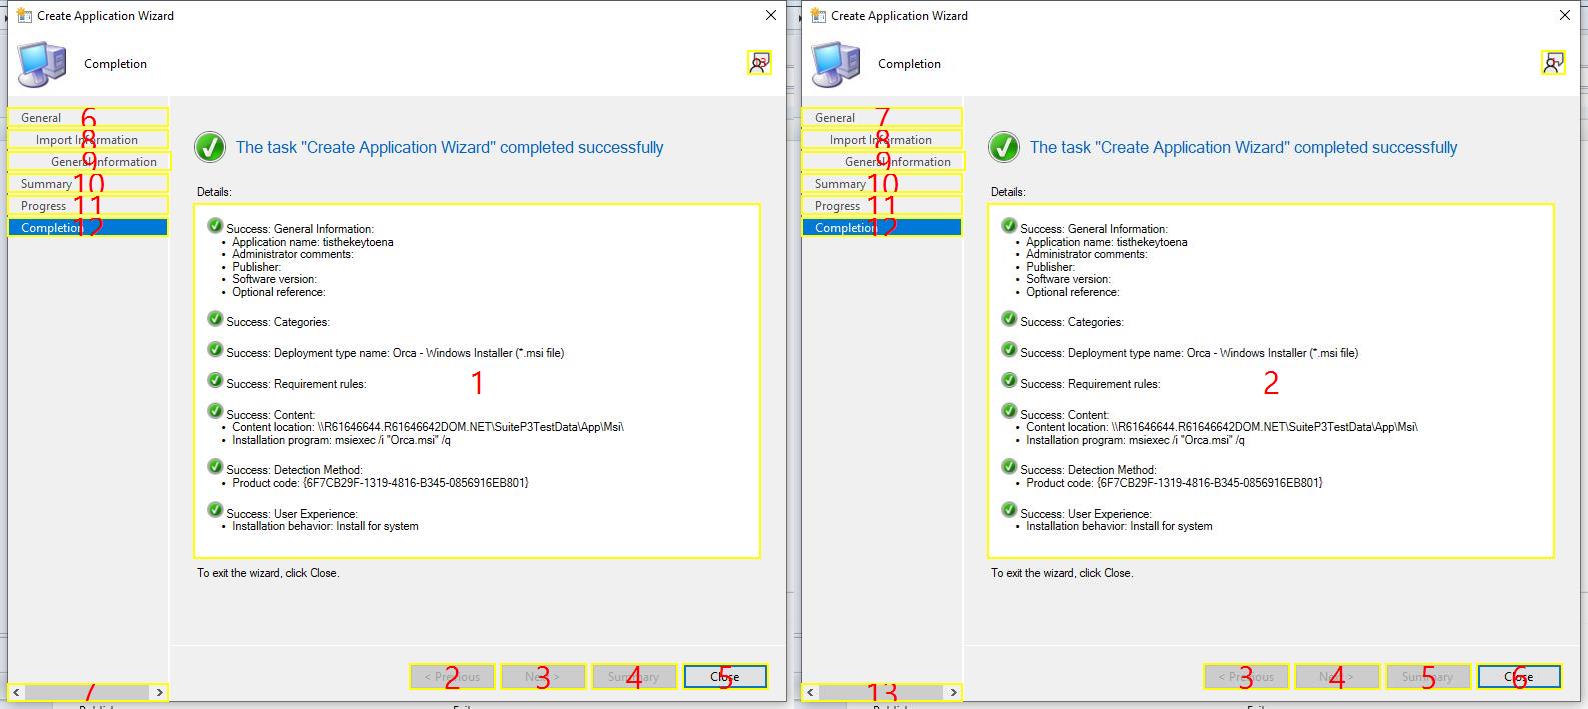 Create Application Wizard
Completion
13
General 6
Import Information 8
General Information 9
Summary 10
Progress 11
Completion 12
The task "Create Application Wizard" completed successfully
Details:
Success: General Information:
• Application name: tisthekeytoena
• Administrator comments:
• Publisher:
• Software version:
• Optional reference:
Success: Categories:
Success: Deployment type name: Orca - Windows Installer (*.msi file)
Success: Requirement rules:
1
Success: Content:
• Content location: \\R61646644.R61646642DOM.NET\SuiteP3TestData\App\Msi\
• Installation program: msiexec /i "Orca.msi" /q
Success: Detection Method:
• Product code: {6F7CB29F-1319-4816-B345-0856916EB801}
Success: User Experience:
• Installation behavior: Install for system
To exit the wizard, click Close.
< Previous 2
Next > 3
Summary 4
Close 5
7
Create Application Wizard
Completion
1
General 7
Import Information 8
General Information 9
Summary 10
Progress 11
Completion 12
The task "Create Application Wizard" completed successfully
Details:
Success: General Information:
• Application name: tisthekeytoena
• Administrator comments:
• Publisher:
• Software version:
• Optional reference:
Success: Categories:
Success: Deployment type name: Orca - Windows Installer (*.msi file)
Success: Requirement rules:
2
Success: Content:
• Content location: \\R61646644.R61646642DOM.NET\SuiteP3TestData\App\Msi\
• Installation program: msiexec /i "Orca.msi" /q
Success: Detection Method:
• Product code: {6F7CB29F-1319-4816-B345-0856916EB801}
Success: User Experience:
• Installation behavior: Install for system
To exit the wizard, click Close.
< Previous 3
Next > 4
Summary 5
Close 6
13